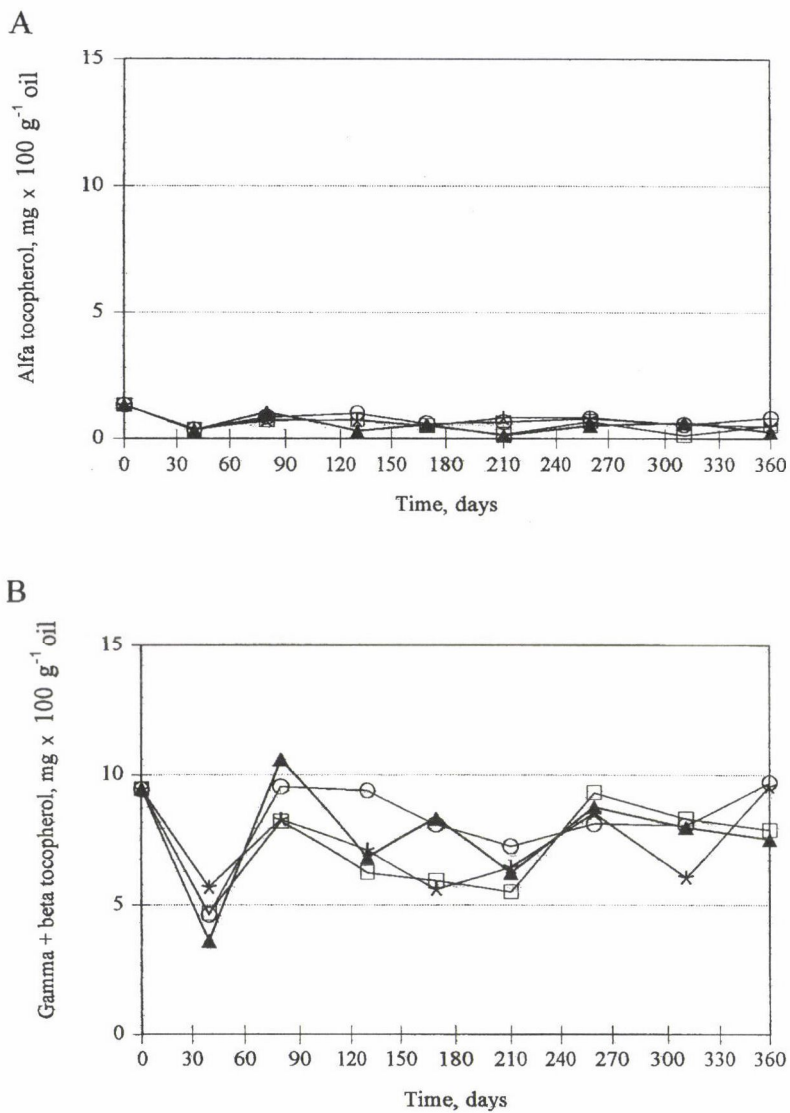 A
Alfa tocopherol, mg x 100 g⁻¹ oil
15
10
5
0
0 30 60 90 120 150 180 210 240 270 300 330 360
Time, days
B
Gamma + beta tocopherol, mg x 100 g⁻¹ oil
15
10
5
0
0 30 60 90 120 150 180 210 240 270 300 330 360
Time, days